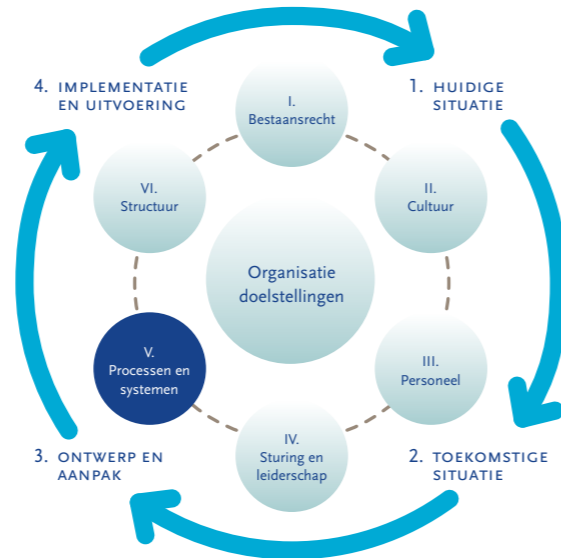 4. IMPLEMENTATIE
EN UITVOERING
1. HUIDIGE
SITUATIE
I.
Bestaansrecht
VI.
Structuur
II.
Cultuur
Organisatie
doelstellingen
V.
Processen en
systemen
III.
Personeel
IV.
Sturing en
leiderschap
3. ONTWERP EN
AANPAK
2. TOEKOMSTIGE
SITUATIE